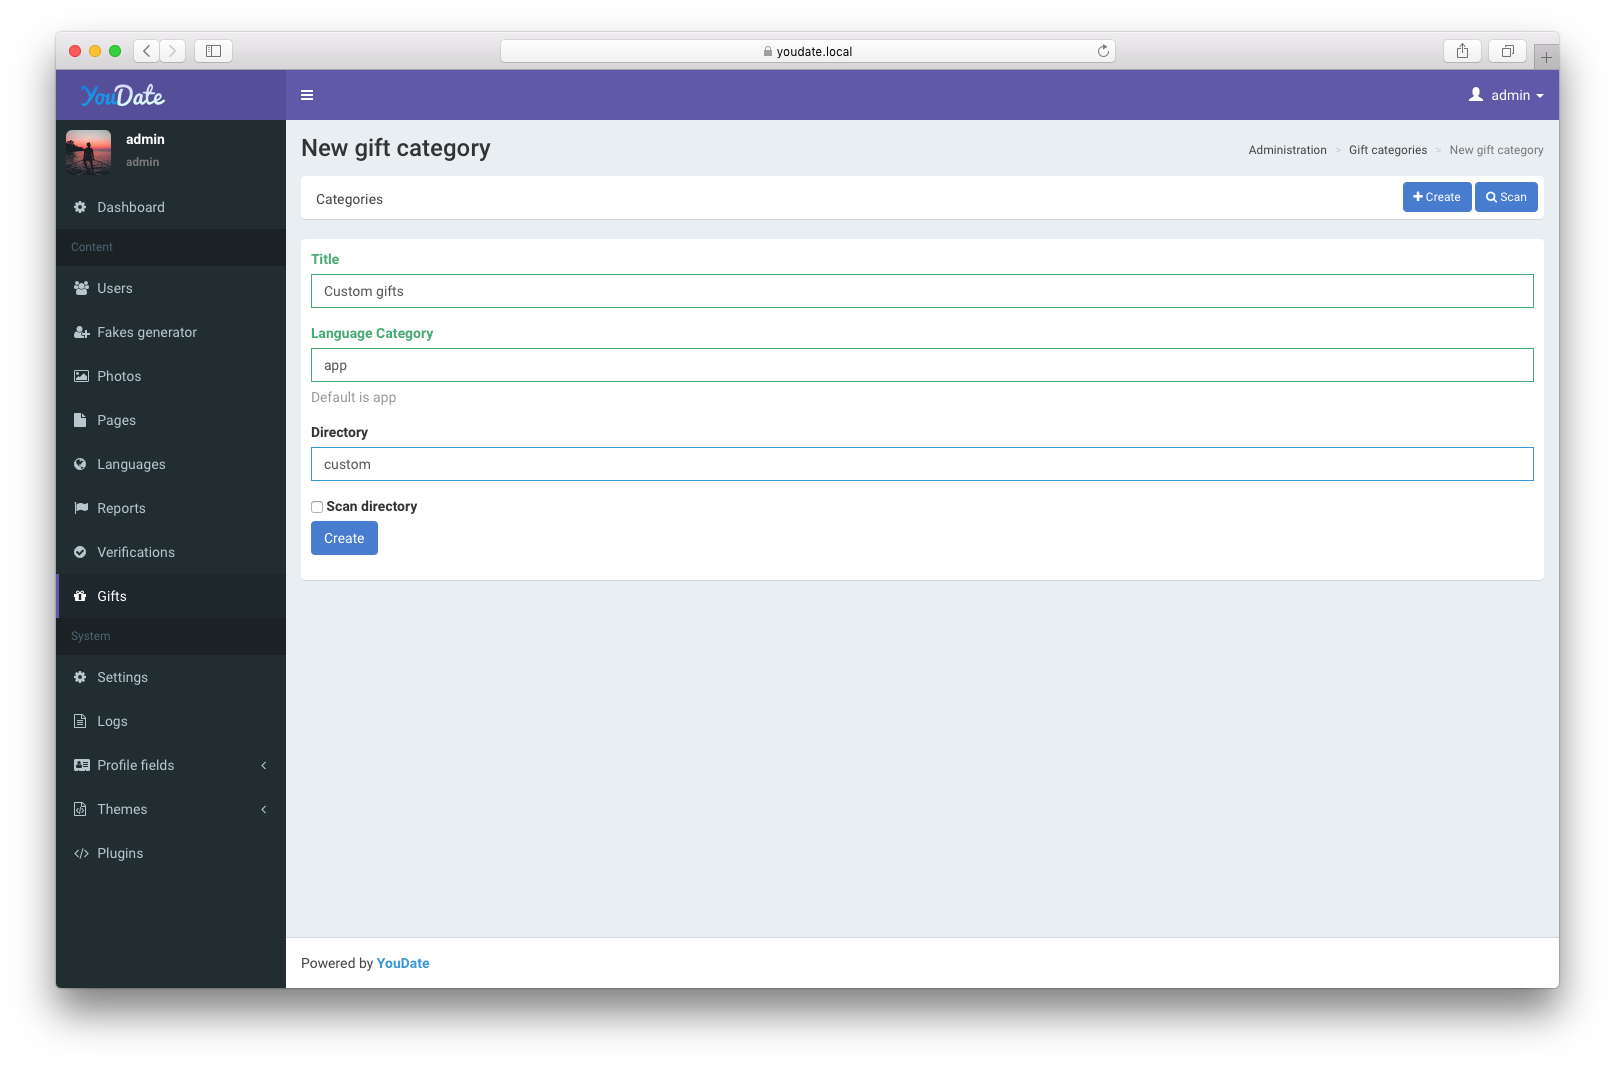 youdate.local
YouDate
admin
admin
admin
Dashboard
Content
Users
Fakes generator
Photos
Pages
Languages
Reports
Verifications
Gifts
System
Settings
Logs
Profile fields
Themes
Plugins
New gift category
Administration > Gift categories > New gift category
Categories
Create
Scan
Title
Custom gifts
Language Category
app
Default is app
Directory
custom
Scan directory
Create
Powered by YouDate